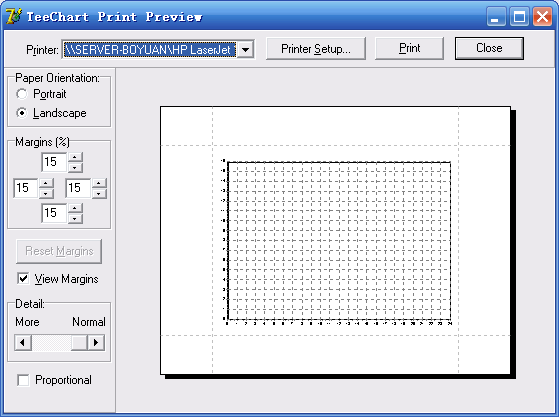 TeeChart Print Preview
Printer: \\SERVER-BOYUAN\HP LaserJet
Printer Setup...
Print
Close
Paper Orientation:
Portrait
Landscape
Margins (%)
15
15 15
15
Reset Margins
View Margins
Detail:
More Normal
Proportional